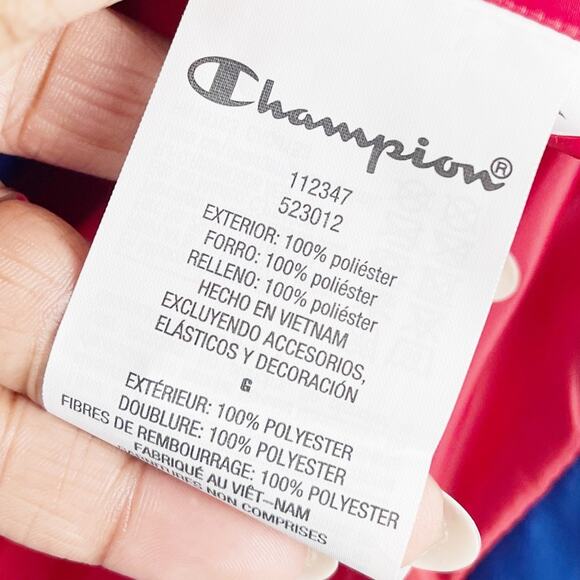 Champion®
112347
523012
EXTERIOR: 100% poliéster
FORRO: 100% poliéster
RELLENO: 100% poliéster
HECHO EN VIETNAM
EXCLUYENDO ACCESORIOS,
ELÁSTICOS Y DECORACIÓN
G
EXTÉRIEUR: 100% POLYESTER
DOUBLURE: 100% POLYESTER
FIBRES DE REMBOURRAGE: 100% POLYESTER
FABRIQUÉ AU VIÊT-NAM
GARNITURES NON COMPRISES